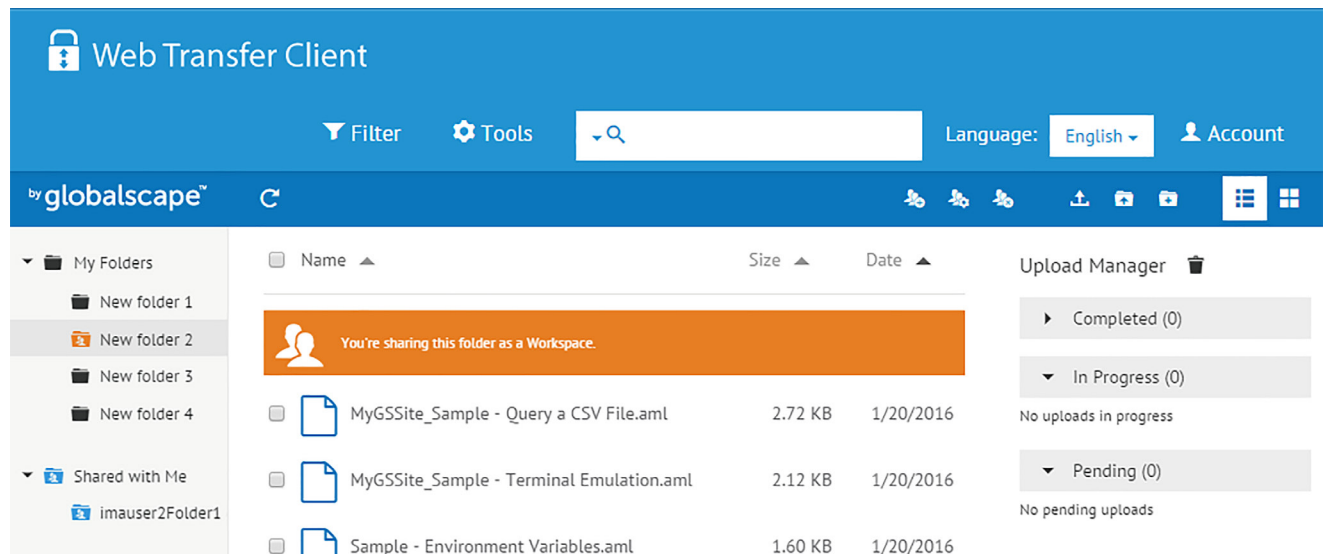 Web Transfer Client
Filter Tools Language: English Account
by globalscape™
My Folders
New folder 1
New folder 2
New folder 3
New folder 4
Shared with Me
imauser2Folder1
Name Size Date
You're sharing this folder as a Workspace.
MyGSSite_Sample - Query a CSV File.aml 2.72 KB 1/20/2016
MyGSSite_Sample - Terminal Emulation.aml 2.12 KB 1/20/2016
Sample - Environment Variables.aml 1.60 KB 1/20/2016
Upload Manager
Completed (0)
In Progress (0)
No uploads in progress
Pending (0)
No pending uploads